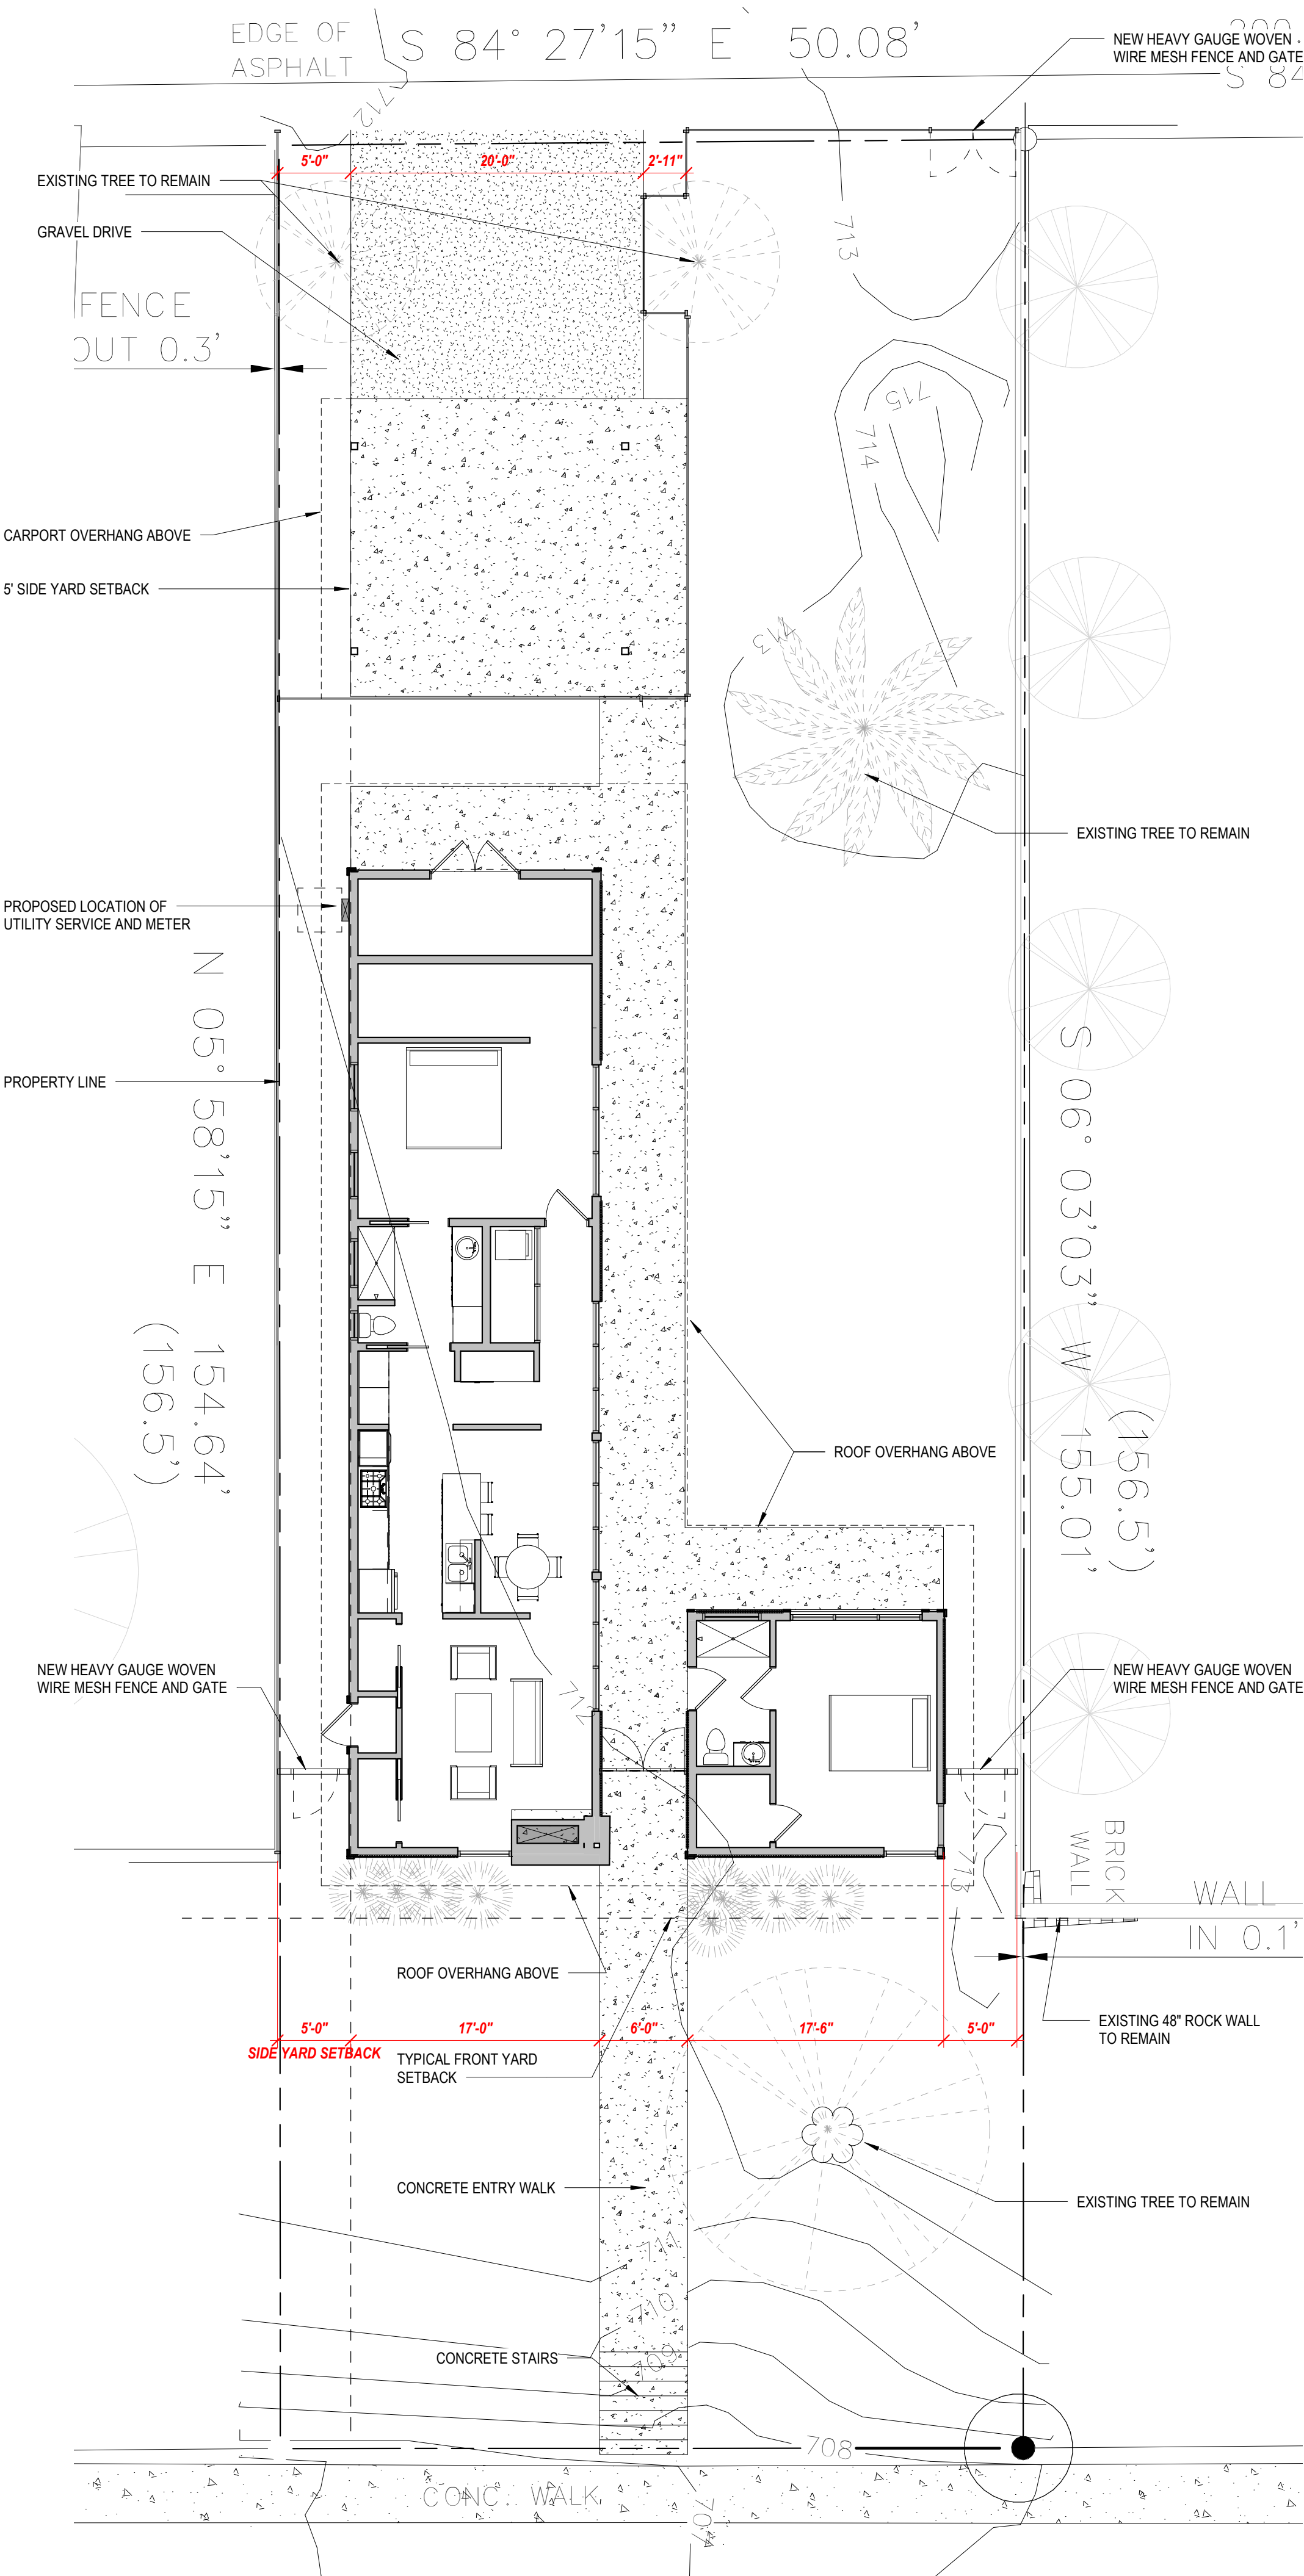 EDGE OF
ASPHALT
S 84° 27'15" E 50.08'
NEW HEAVY GAUGE WOVEN
WIRE MESH FENCE AND GATE
S 84
712
5'-0"
20'-0"
2'-11"
EXISTING TREE TO REMAIN
GRAVEL DRIVE
713
FENCE
OUT 0.3'
715
714
CARPORT OVERHANG ABOVE
5' SIDE YARD SETBACK
713
EXISTING TREE TO REMAIN
PROPOSED LOCATION OF
UTILITY SERVICE AND METER
PROPERTY LINE
N 05° 58'15" E 154.64'
(156.5')
S 06° 03'03" W 155.01'
(156.5')
ROOF OVERHANG ABOVE
NEW HEAVY GAUGE WOVEN
WIRE MESH FENCE AND GATE
712
NEW HEAVY GAUGE WOVEN
WIRE MESH FENCE AND GATE
BRICK
WALL
713
WALL
IN 0.1'
ROOF OVERHANG ABOVE
EXISTING 48" ROCK WALL
TO REMAIN
5'-0"
17'-0"
6'-0"
17'-6"
5'-0"
SIDE YARD SETBACK
TYPICAL FRONT YARD
SETBACK
CONCRETE ENTRY WALK
EXISTING TREE TO REMAIN
711
710
709
CONCRETE STAIRS
708
CONC. WALK
707